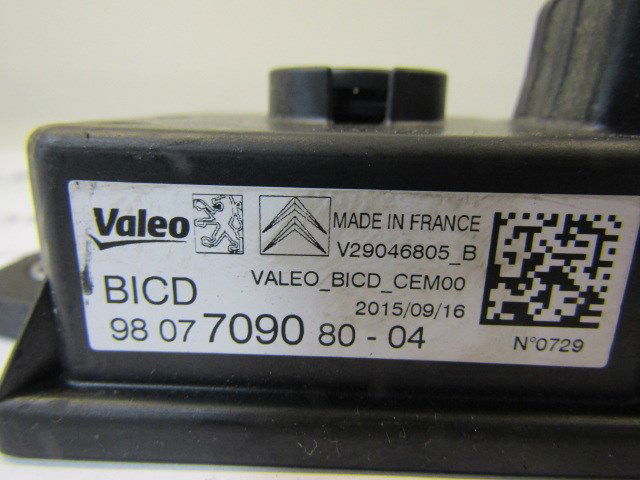 Valeo
MADE IN FRANCE
V29046805_B
BICD
VALEO_BICD_CEM00
2015/09/16
98 07 7090 80 - 04
N°0729